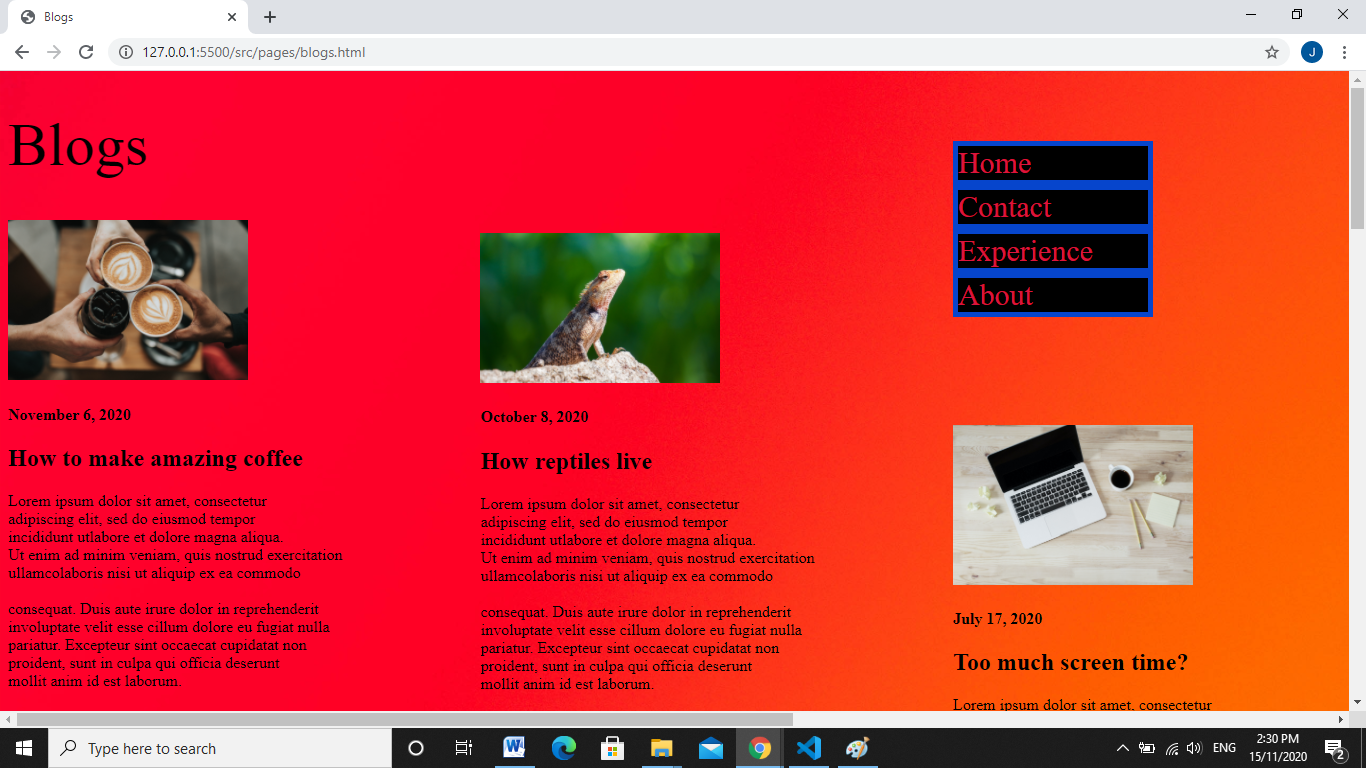 Blogs
127.0.0.1:5500/src/pages/blogs.html
J
Blogs
Home
Contact
Experience
About
November 6, 2020
How to make amazing coffee
Lorem ipsum dolor sit amet, consectetur
adipiscing elit, sed do eiusmod tempor
incididunt utlabore et dolore magna aliqua.
Ut enim ad minim veniam, quis nostrud exercitation
ullamcolaboris nisi ut aliquip ex ea commodo
consequat. Duis aute irure dolor in reprehenderit
involuptate velit esse cillum dolore eu fugiat nulla
pariatur. Excepteur sint occaecat cupidatat non
proident, sunt in culpa qui officia deserunt
mollit anim id est laborum.
October 8, 2020
How reptiles live
Lorem ipsum dolor sit amet, consectetur
adipiscing elit, sed do eiusmod tempor
incididunt utlabore et dolore magna aliqua.
Ut enim ad minim veniam, quis nostrud exercitation
ullamcolaboris nisi ut aliquip ex ea commodo
consequat. Duis aute irure dolor in reprehenderit
involuptate velit esse cillum dolore eu fugiat nulla
pariatur. Excepteur sint occaecat cupidatat non
proident, sunt in culpa qui officia deserunt
mollit anim id est laborum.
July 17, 2020
Too much screen time?
Lorem ipsum dolor sit amet, consectetur
Type here to search
W
ENG
2:30 PM
15/11/2020
2